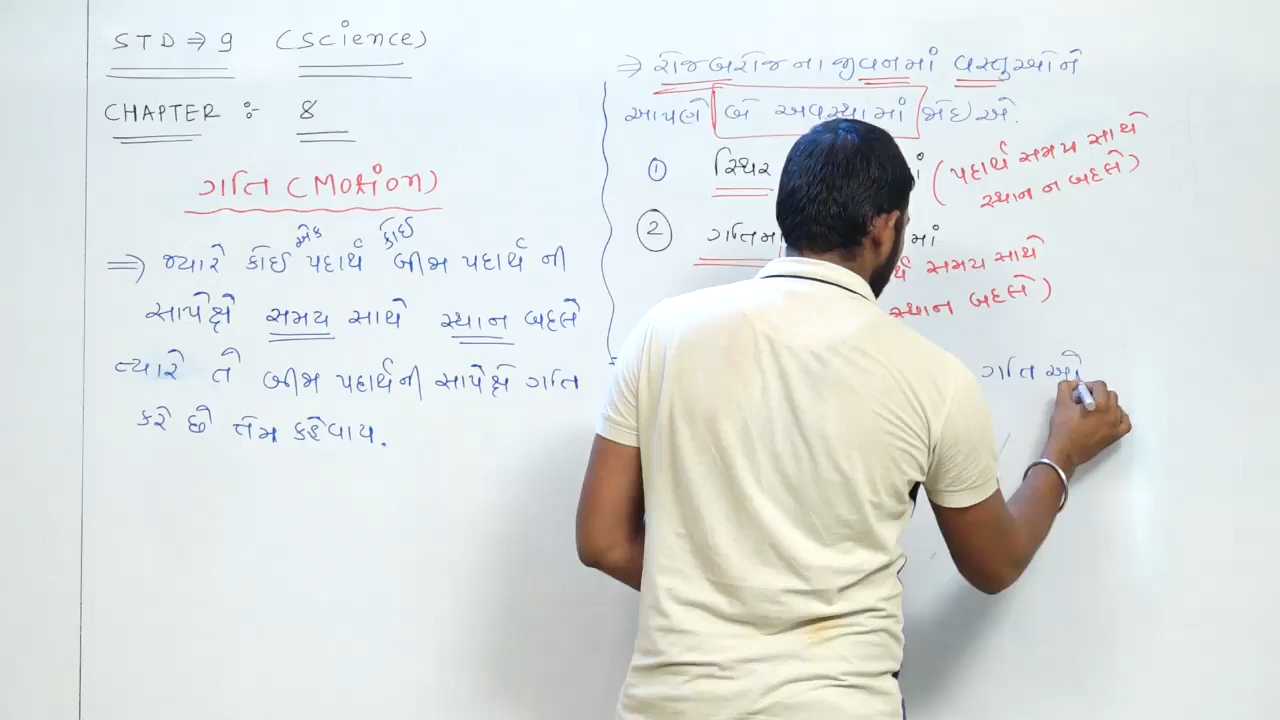 STD ⇒ 9 (Science)
CHAPTER :- 8
ગતિ (Motion)
એક કોઈ
⇒ જ્યારે કોઈ પદાર્થ બીજા પદાર્થ ની
સાપેક્ષે સમય સાથે સ્થાન બદલે
ત્યારે તે બીજા પદાર્થની સાપેક્ષે ગતિ
કરે છે તેમ કહેવાય.
⇒ રોજબરોજના જીવનમાં વસ્તુઓને
આપણે બે અવસ્થામાં જોઈએ.
① સ્થિર માં (પદાર્થ સમય સાથે
સ્થાન ન બદલે)
② ગતિમા માં
ર્થ સમય સાથે
સ્થાન બદલે)
ગતિ ઓ